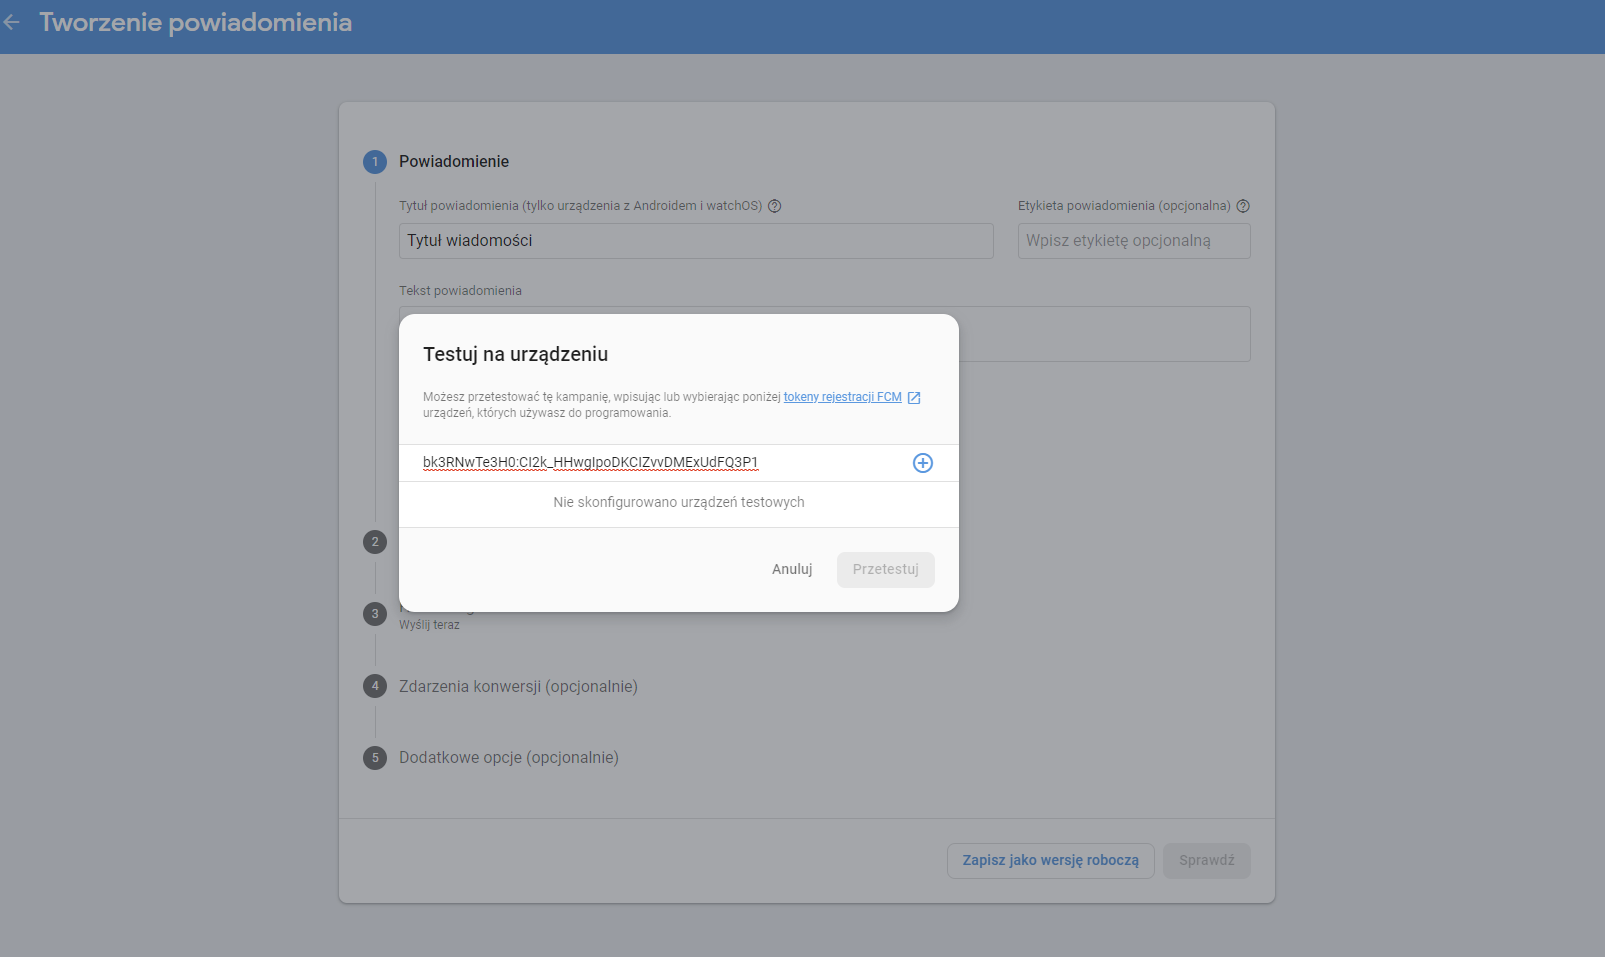 Tworzenie powiadomienia
1 Powiadomienie
Tytuł powiadomienia (tylko urządzenia z Androidem i watchOS)
Etykieta powiadomienia (opcjonalna)
Tytuł wiadomości
Wpisz etykietę opcjonalną
Tekst powiadomienia
Testuj na urządzeniu
Możesz przetestować tę kampanię, wpisując lub wybierając poniżej tokeny rejestracji FCM
urządzeń, których używasz do programowania.
bk3RNwTe3H0:CI2k_HHwgIpoDKCIZvvDMExUdFQ3P1
Nie skonfigurowano urządzeń testowych
Anuluj
Przetestuj
2
3
Wyślij teraz
4 Zdarzenia konwersji (opcjonalnie)
5 Dodatkowe opcje (opcjonalnie)
Zapisz jako wersję roboczą
Sprawdź